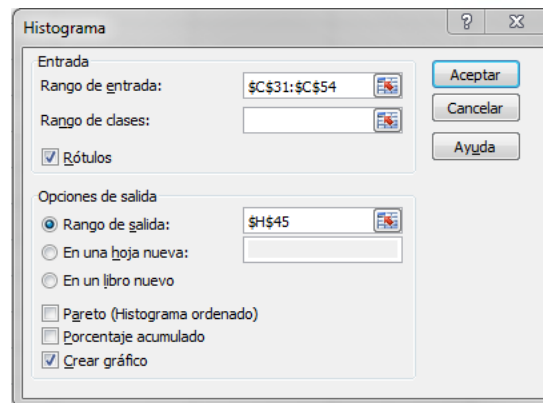 Histograma
Entrada
Rango de entrada: $C$31:$C$54
Rango de clases:
Rótulos
Aceptar
Cancelar
Ayuda
Opciones de salida
Rango de salida: $H$45
En una hoja nueva:
En un libro nuevo
Pareto (Histograma ordenado)
Porcentaje acumulado
Crear gráfico